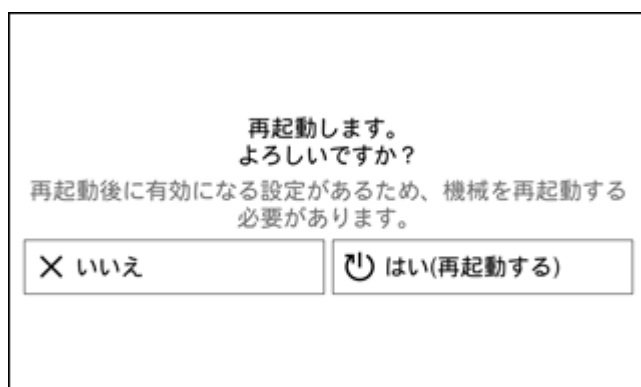 再起動します。
よろしいですか？
再起動後に有効になる設定があるため、機械を再起動する
必要があります。
いいえ
はい(再起動する)